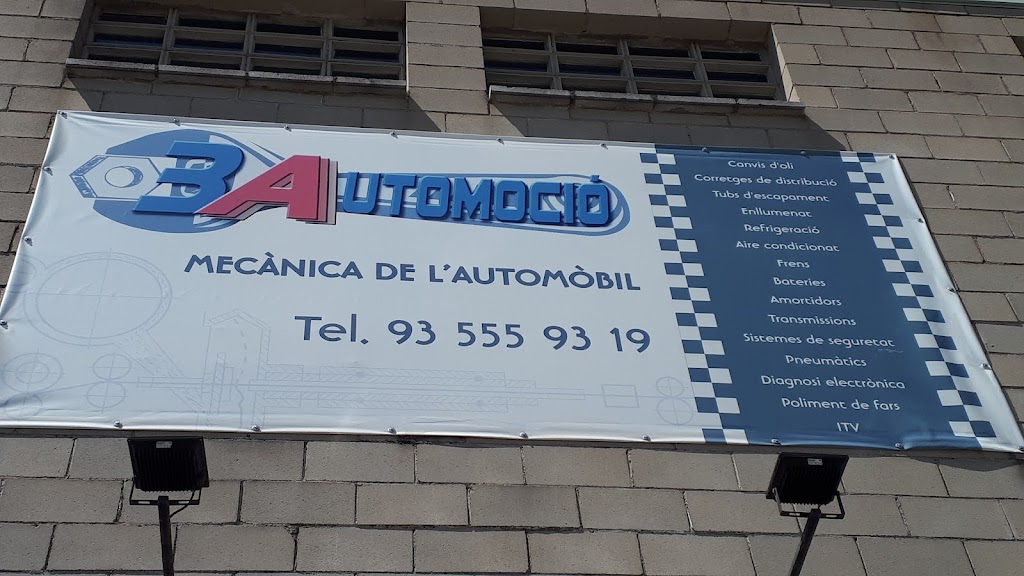 3 AUTOMOCIÓ
MECÀNICA DE L'AUTOMÒBIL
Tel. 93 555 93 19
Canvis d'oli
Corretges de distribució
Tubs d'escapament
Enllumenat
Refrigeració
Aire condicionat
Frens
Bateries
Amortidors
Transmissions
Sistemes de seguretat
Pneumàtics
Diagnosi electrònica
Poliment de fars
ITV